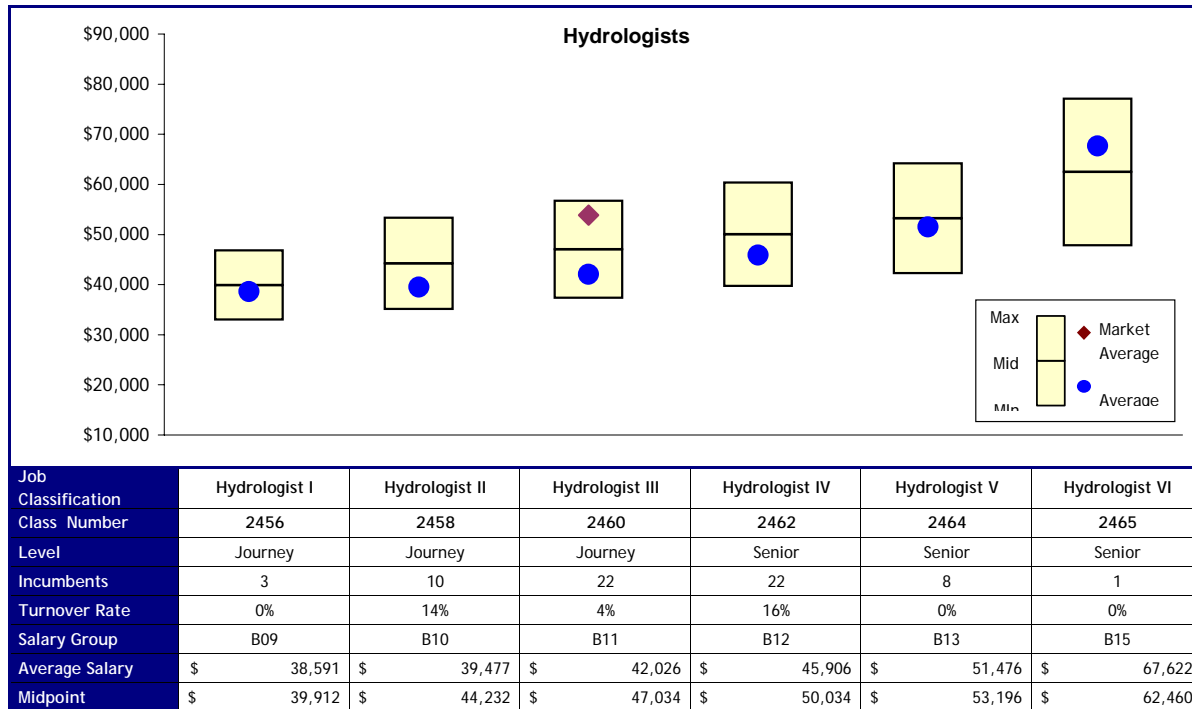 Hydrologists
$90,000
$80,000
$70,000
$60,000
$50,000
$40,000
$30,000
$20,000
$10,000
Max
Mid
MIn
Market
Average
Average
Job
Classification Hydrologist I Hydrologist II Hydrologist III Hydrologist IV Hydrologist V Hydrologist VI
Class Number 2456 2458 2460 2462 2464 2465
Level Journey Journey Journey Senior Senior Senior
Incumbents 3 10 22 22 8 1
Turnover Rate 0% 14% 4% 16% 0% 0%
Salary Group B09 B10 B11 B12 B13 B15
Average Salary $ 38,591 $ 39,477 $ 42,026 $ 45,906 $ 51,476 $ 67,622
Midpoint $ 39,912 $ 44,232 $ 47,034 $ 50,034 $ 53,196 $ 62,460